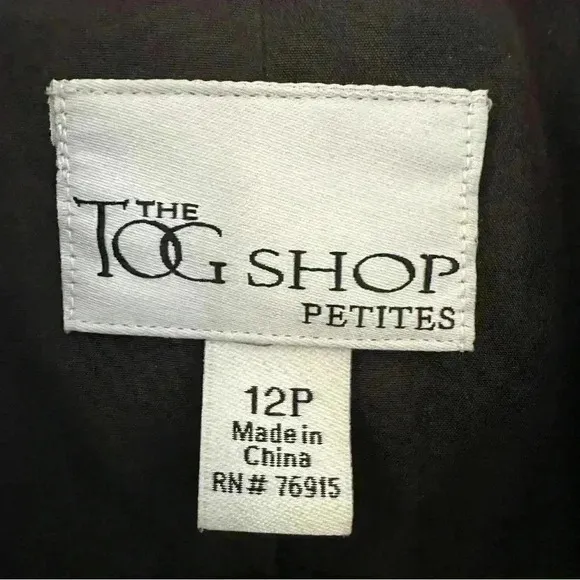 THE
TOG SHOP
PETITES
12P
Made in
China
RN# 76915